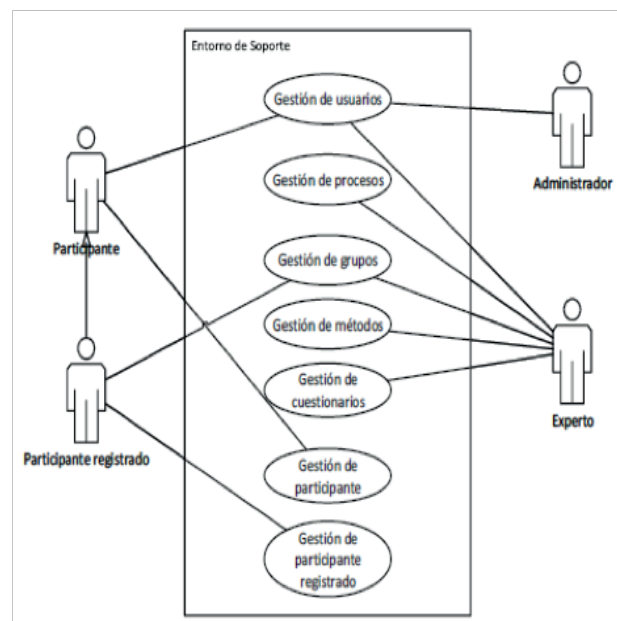 Entorno de Soporte
Gestión de usuarios
Administrador
Gestión de procesos
Participante
Gestión de grupos
Gestión de métodos
Gestión de
cuestionarios
Experto
Participante registrado
Gestión de
participante
Gestión de
participante
registrado